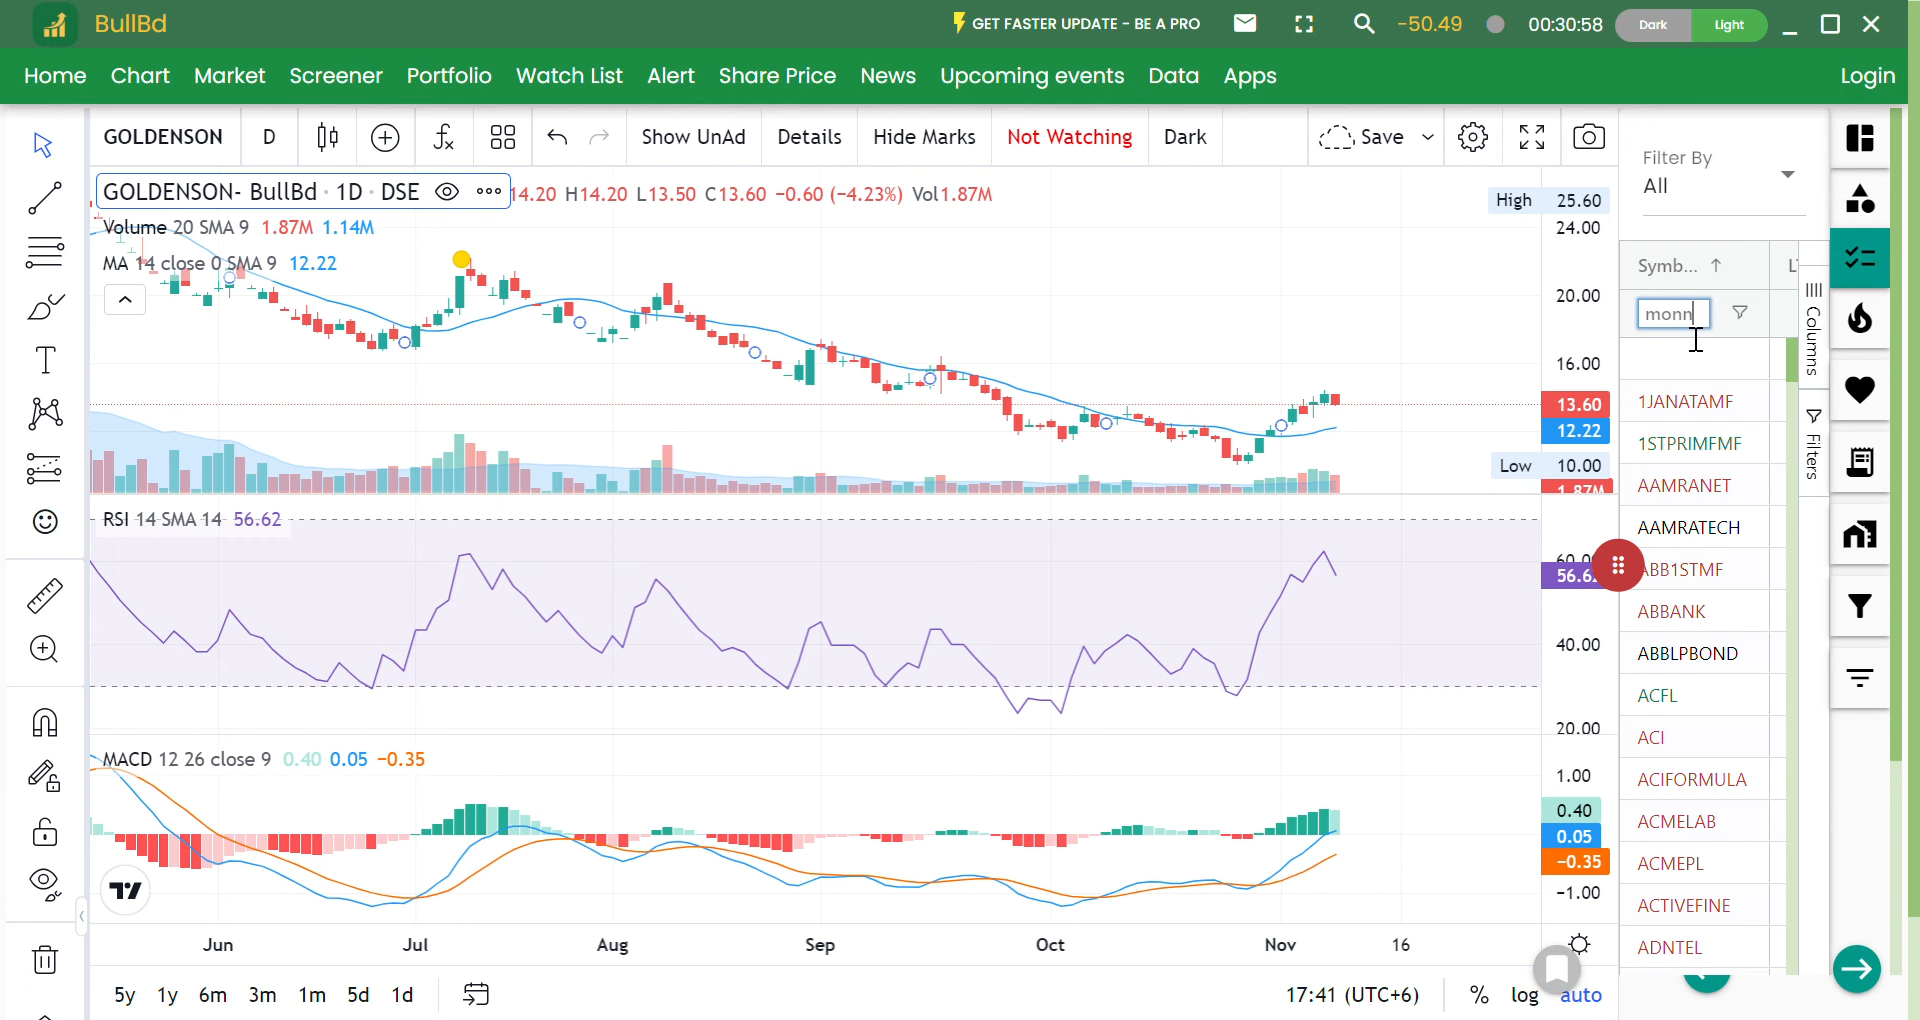 BullBd
GET FASTER UPDATE - BE A PRO
-50.49
00:30:58
Dark Light
Home Chart Market Screener Portfolio Watch List Alert Share Price News Upcoming events Data Apps Login
GOLDENSON D Show UnAd Details Hide Marks Not Watching Dark Save
GOLDENSON- BullBd · 1D · DSE 14.20 H14.20 L13.50 C13.60 −0.60 (−4.23%) Vol1.87M
Volume 20 SMA 9 1.87M 1.14M
MA 14 close 0 SMA 9 12.22
High 25.60
24.00
20.00
16.00
13.60
12.22
Low 10.00
1.87M
RSI 14 SMA 14 56.62
60.00
56.62
40.00
20.00
MACD 12 26 close 9 0.40 0.05 −0.35
1.00
0.40
0.05
−0.35
−1.00
Jun Jul Aug Sep Oct Nov 16
5y 1y 6m 3m 1m 5d 1d
17:41 (UTC+6) % log auto
Filter By
All
Symb...
monn
1JANATAMF
1STPRIMFMF
AAMRANET
AAMRATECH
ABB1STMF
ABBANK
ABBLPBOND
ACFL
ACI
ACIFORMULA
ACMELAB
ACMEPL
ACTIVEFINE
ADNTEL
Columns
Filters